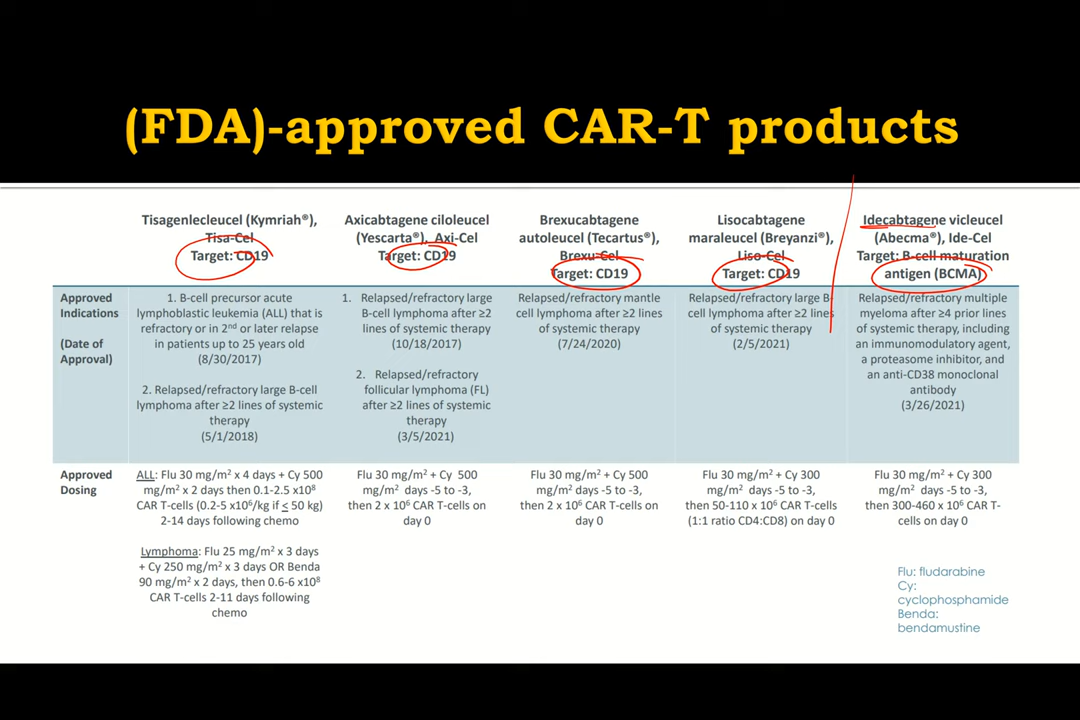 (FDA)-approved CAR-T products
Tisagenlecleucel (Kymriah®),
Tisa-Cel
Target: CD19
Axicabtagene ciloleucel
(Yescarta®), Axi-Cel
Target: CD19
Brexucabtagene
autoleucel (Tecartus®),
Brexu-Cel
Target: CD19
Lisocabtagene
maraleucel (Breyanzi®),
Liso-Cel
Target: CD19
Idecabtagene vicleucel
(Abecma®), Ide-Cel
Target: B-cell maturation
antigen (BCMA)
Approved
Indications
(Date of
Approval)
1. B-cell precursor acute
lymphoblastic leukemia (ALL) that is
refractory or in 2nd or later relapse
in patients up to 25 years old
(8/30/2017)
2. Relapsed/refractory large B-cell
lymphoma after ≥2 lines of systemic
therapy
(5/1/2018)
1. Relapsed/refractory large
B-cell lymphoma after ≥2
lines of systemic therapy
(10/18/2017)
2. Relapsed/refractory
follicular lymphoma (FL)
after ≥2 lines of systemic
therapy
(3/5/2021)
Relapsed/refractory mantle
cell lymphoma after ≥2 lines
of systemic therapy
(7/24/2020)
Relapsed/refractory large B-
cell lymphoma after ≥2 lines
of systemic therapy
(2/5/2021)
Relapsed/refractory multiple
myeloma after ≥4 prior lines
of systemic therapy, including
an immunomodulatory agent,
a proteasome inhibitor, and
an anti-CD38 monoclonal
antibody
(3/26/2021)
Approved
Dosing
ALL: Flu 30 mg/m² x 4 days + Cy 500
mg/m² x 2 days then 0.1-2.5 x10⁸
CAR T-cells (0.2-5 x10⁶/kg if ≤ 50 kg)
2-14 days following chemo
Lymphoma: Flu 25 mg/m² x 3 days
+ Cy 250 mg/m² x 3 days OR Benda
90 mg/m² x 2 days, then 0.6-6 x10⁸
CAR T-cells 2-11 days following
chemo
Flu 30 mg/m² + Cy 500
mg/m² days -5 to -3,
then 2 x 10⁶ CAR T-cells on
day 0
Flu 30 mg/m² + Cy 500
mg/m² days -5 to -3,
then 2 x 10⁶ CAR T-cells on
day 0
Flu 30 mg/m² + Cy 300
mg/m² days -5 to -3,
then 50-110 x 10⁶ CAR T-cells
(1:1 ratio CD4:CD8) on day 0
Flu 30 mg/m² + Cy 300
mg/m² days -5 to -3,
then 300-460 x 10⁶ CAR T-
cells on day 0
Flu: fludarabine
Cy:
cyclophosphamide
Benda:
bendamustine